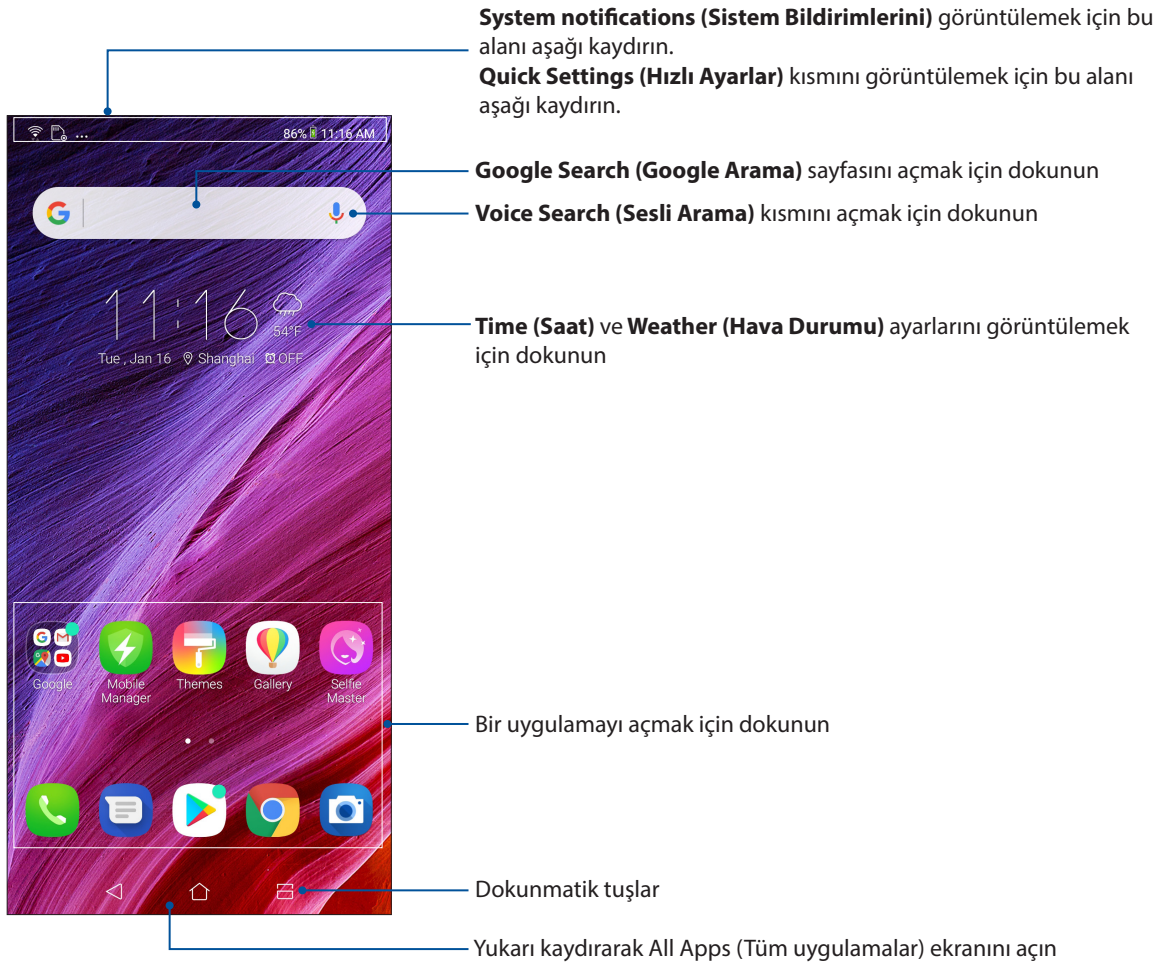 System notifications (Sistem Bildirimlerini) görüntülemek için bu
alanı aşağı kaydırın.
Quick Settings (Hızlı Ayarlar) kısmını görüntülemek için bu alanı
aşağı kaydırın.
... 86% 11:16 AM
Google Search (Google Arama) sayfasını açmak için dokunun
G
Voice Search (Sesli Arama) kısmını açmak için dokunun
11:16
54°F
Time (Saat) ve Weather (Hava Durumu) ayarlarını görüntülemek
için dokunun
Tue , Jan 16 Shanghai OFF
Google
Mobile
Manager
Themes
Gallery
Selfie
Master
Bir uygulamayı açmak için dokunun
Dokunmatik tuşlar
Yukarı kaydırarak All Apps (Tüm uygulamalar) ekranını açın